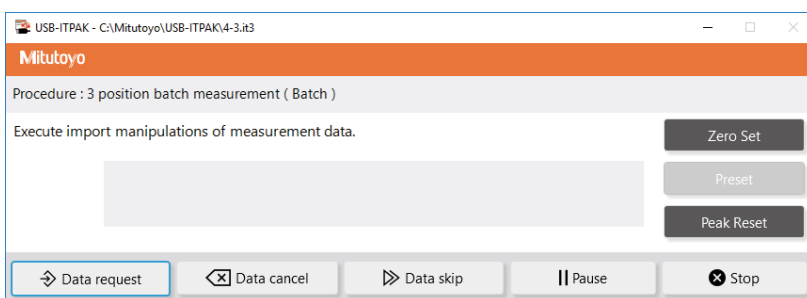 USB-ITPAK - C:\Mitutoyo\USB-ITPAK\4-3.it3
Mitutoyo
Procedure : 3 position batch measurement ( Batch )
Execute import manipulations of measurement data.
Zero Set
Preset
Peak Reset
Data request
Data cancel
Data skip
Pause
Stop